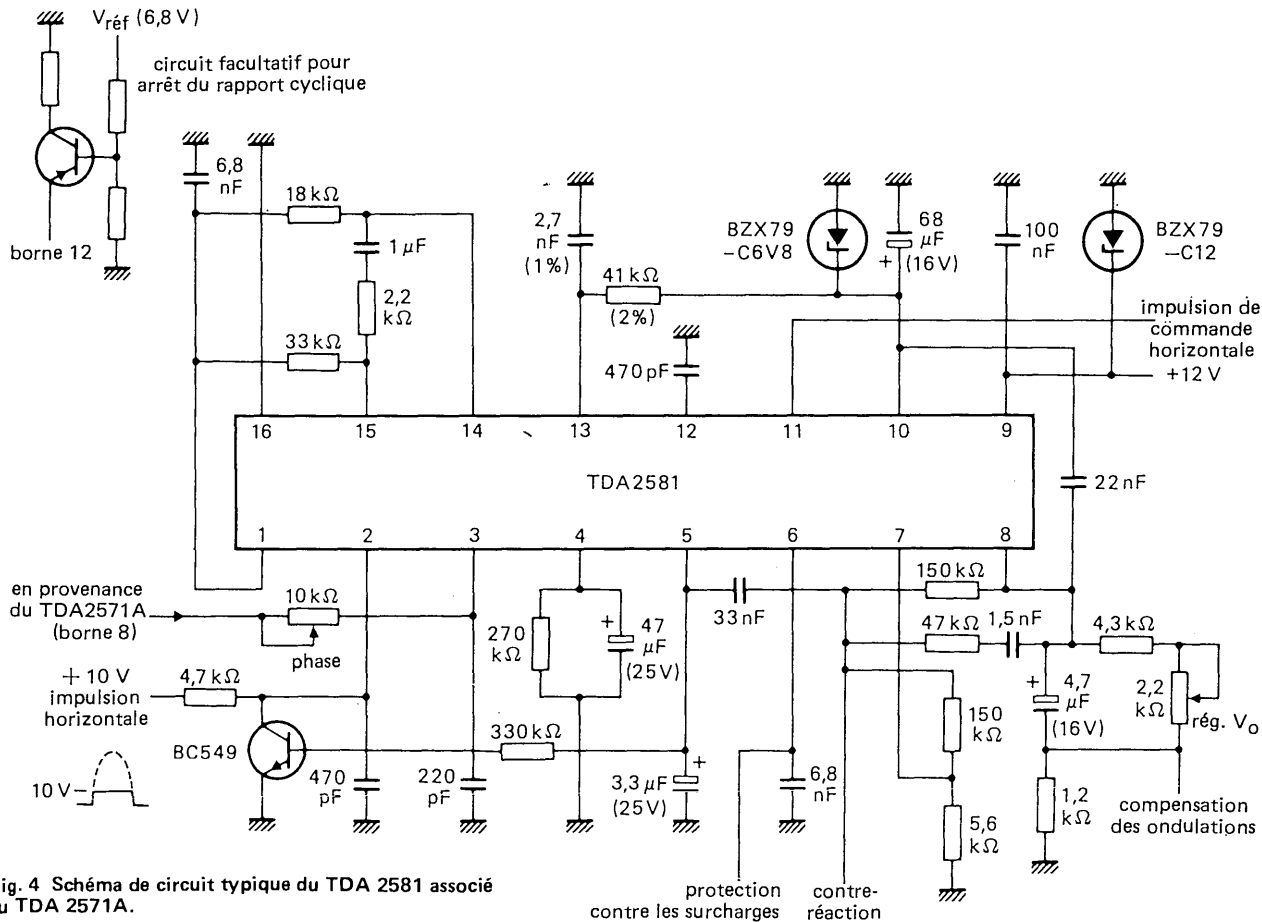 Vréf (6,8 V)
circuit facultatif pour
arrêt du rapport cyclique
borne 12
6,8
nF
18 kΩ
1 µF
2,2
kΩ
33 kΩ
2,7
nF
(1%)
41 kΩ
(2%)
470 pF
BZX79
–C6V8
68
µF
+ (16V)
100
nF
BZX79
–C12
impulsion de
commande
horizontale
+12 V
16 15 14 13 12 11 10 9
TDA2581
22 nF
1 2 3 4 5 6 7 8
en provenance
du TDA2571A
(borne 8)
10 kΩ
phase
+ 10 V
impulsion
horizontale
4,7 kΩ
10 V
BC549
470
pF
220
pF
270
kΩ
+ 47
µF
(25V)
330 kΩ
33 nF
3,3 µF
(25V)
+
6,8
nF
150 kΩ
47 kΩ
1,5 nF
4,3 kΩ
+ 4,7
µF
(16V)
2,2
kΩ
rég. Vo
150
kΩ
5,6
kΩ
1,2
kΩ
compensation
des ondulations
protection
contre les surcharges
contre-
réaction
ig. 4 Schéma de circuit typique du TDA 2581 associé
u TDA 2571A.